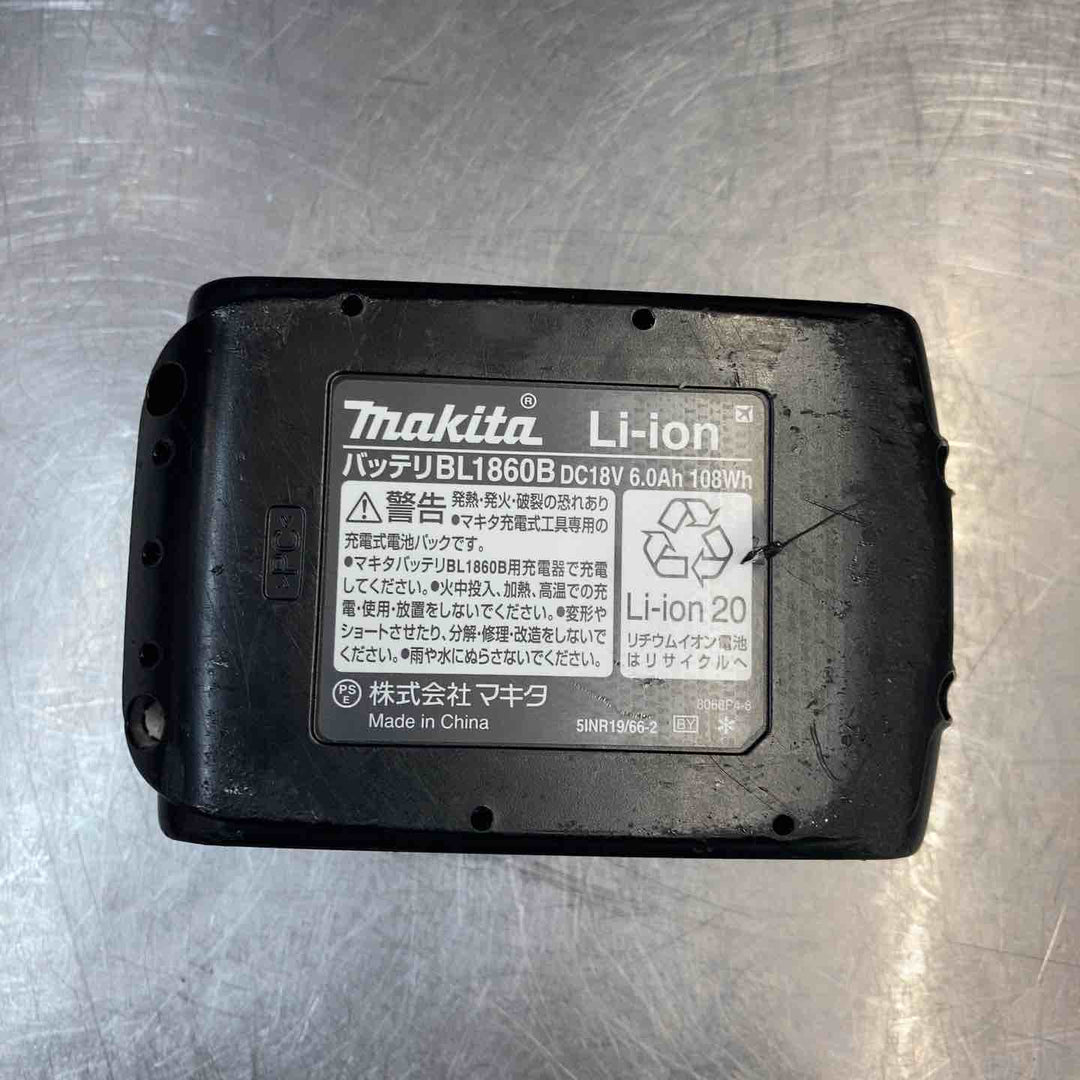 makita® Li-ion
バッテリBL1860B DC18V 6.0Ah 108Wh
警告 発熱・発火・破裂の恐れあり
●マキタ充電式工具専用の
充電式電池パックです。
●マキタバッテリBL1860B用充電器で充電
してください。●火中投入、加熱、高温での充
電・使用・放置をしないでください。●変形や
ショートさせたり、分解・修理・改造をしないで
ください。●雨や水にぬらさないでください。
Li-ion 20
リチウムイオン電池
はリサイクルへ
PSE 株式会社 マキタ
Made in China
5INR19/66-2 BY
>PC<